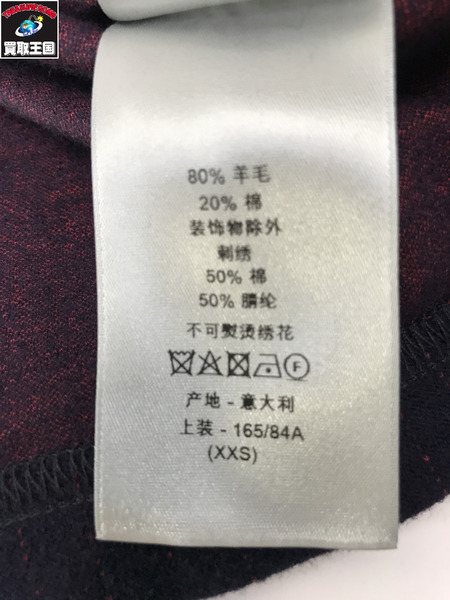 買取王国
80% 羊毛
20% 棉
装饰物除外
刺绣
50% 棉
50% 腈纶
不可熨烫绣花
F
产地 - 意大利
上装 - 165/84A
(XXS)